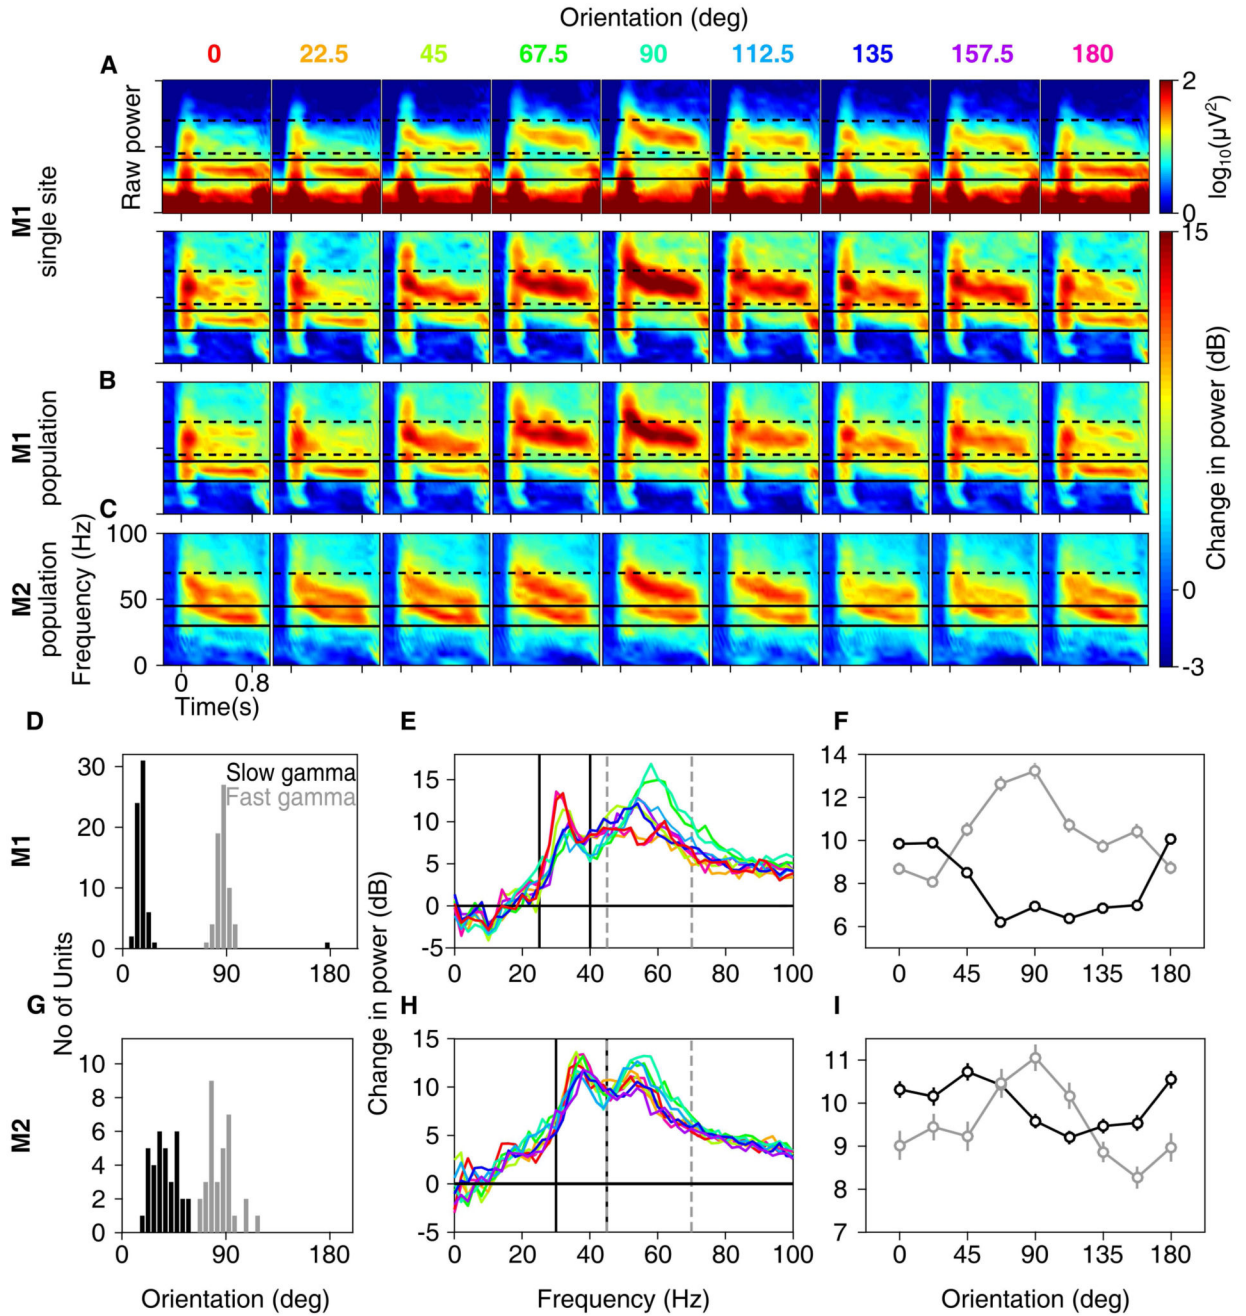 Orientation (deg)
0 22.5 45 67.5 90 112.5 135 157.5 180
A
M1
single site
Raw power
2
0
log10(μV²)
15
0
-3
Change in power (dB)
B
M1
population
C
M2
population
Frequency (Hz)
100
50
0
0 0.8
Time(s)
D
M1
30
20
10
0
Slow gamma
Fast gamma
0 90 180
E
15
10
5
0
-5
0 20 40 60 80 100
F
14
12
10
8
6
0 45 90 135 180
No of Units
Change in power (dB)
G
M2
10
8
6
4
2
0
0 90 180
Orientation (deg)
H
15
10
5
0
-5
0 20 40 60 80 100
Frequency (Hz)
I
11
10
9
8
7
0 45 90 135 180
Orientation (deg)